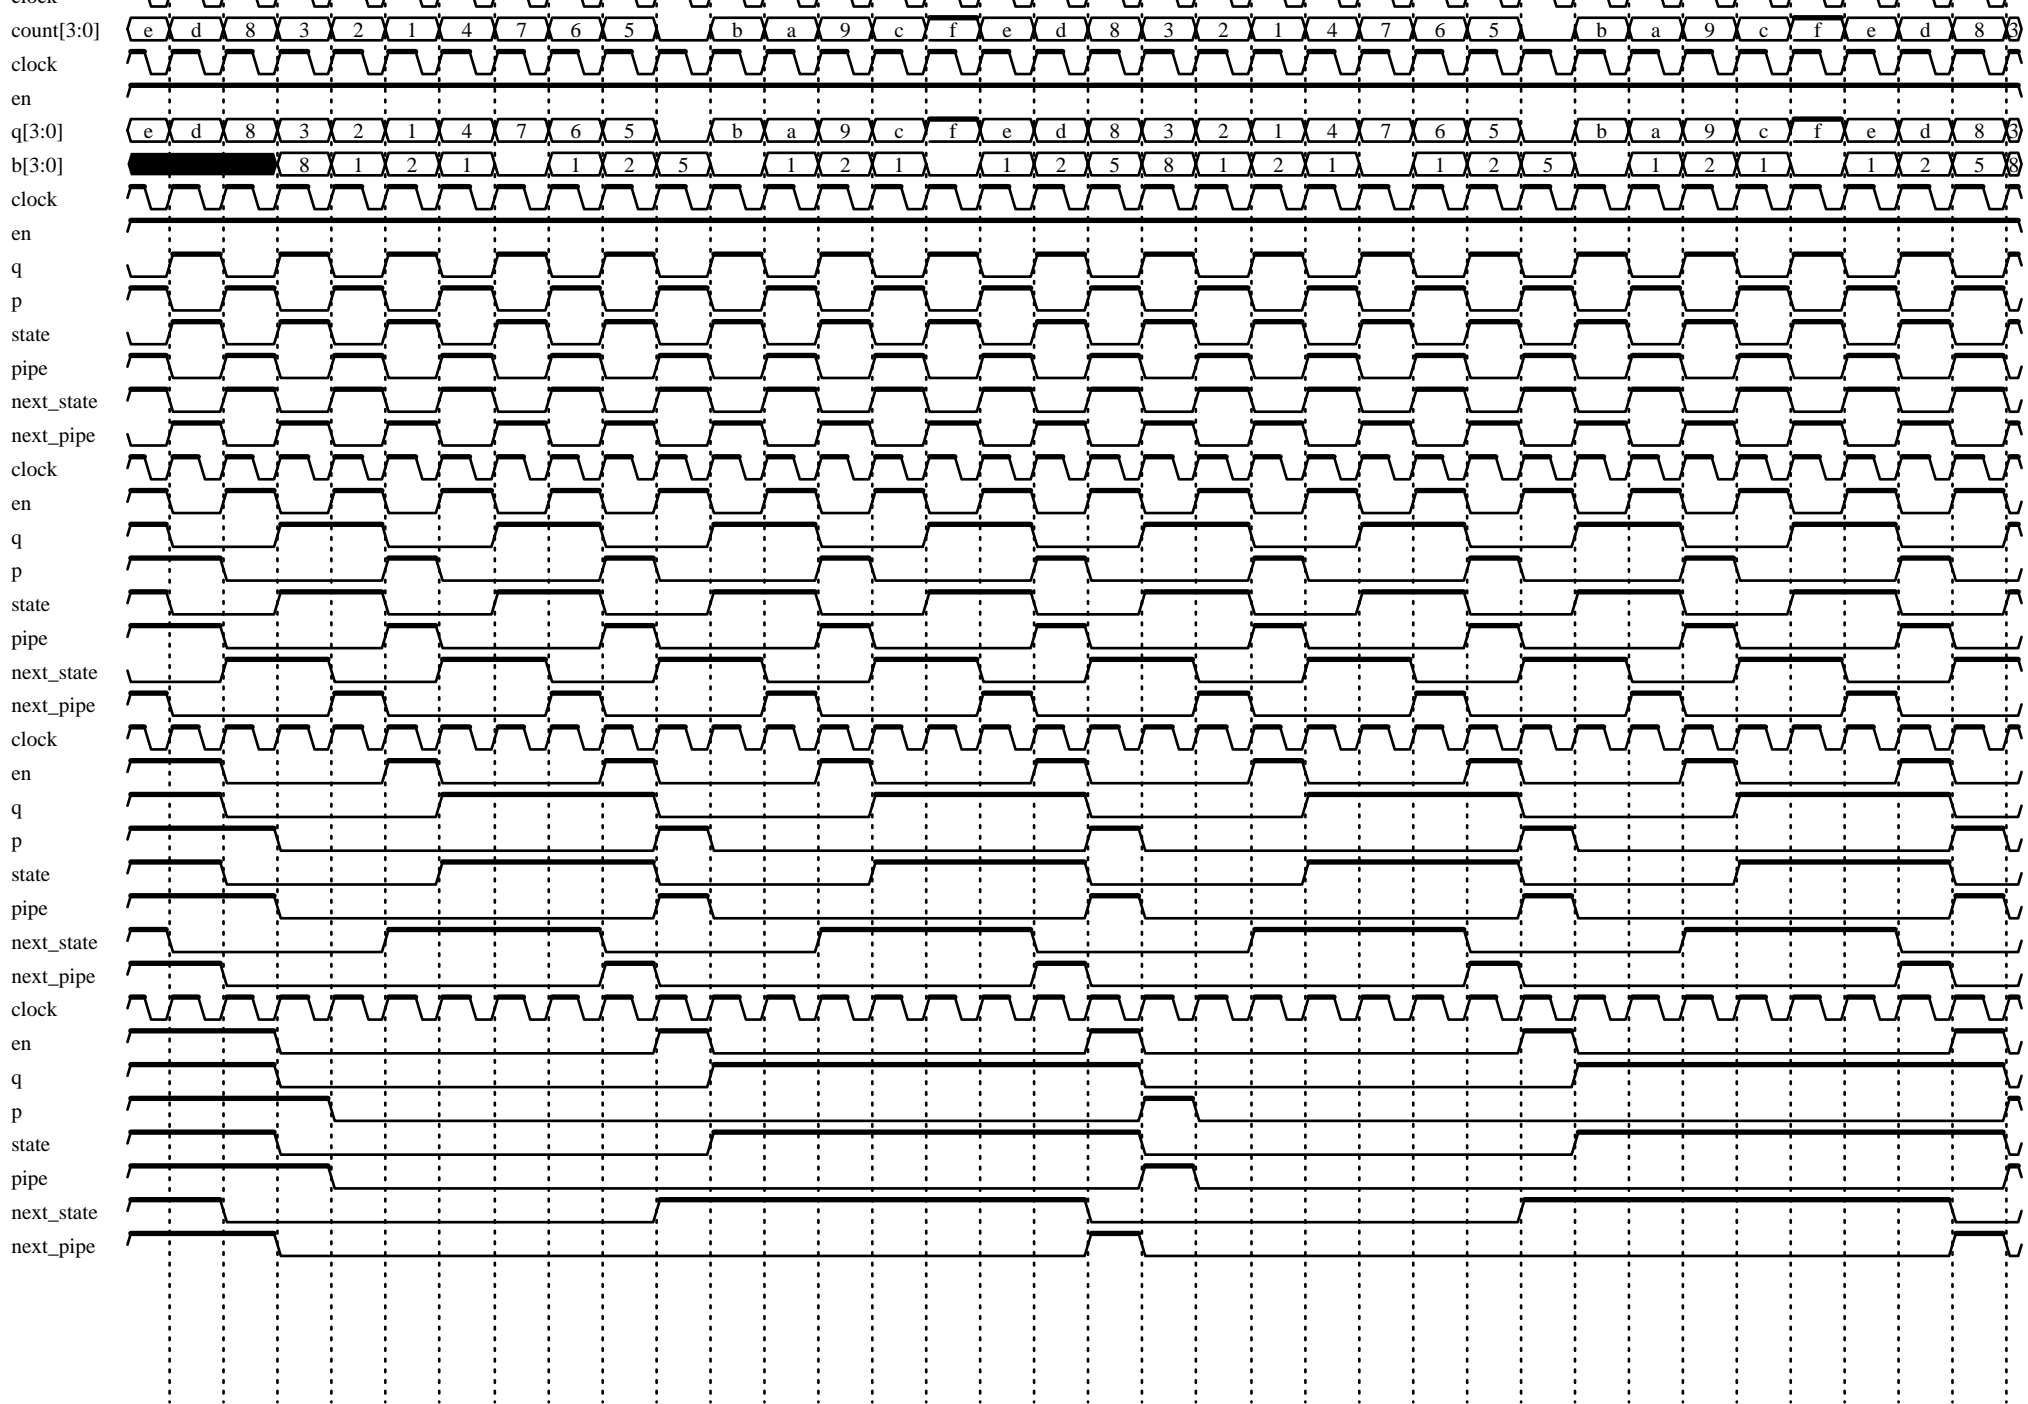 clock
count[3:0] e d 8 3 2 1 4 7 6 5 b a 9 c f e d 8 3 2 1 4 7 6 5 b a 9 c f e d 8 3
clock
en
q[3:0] e d 8 3 2 1 4 7 6 5 b a 9 c f e d 8 3 2 1 4 7 6 5 b a 9 c f e d 8 3
b[3:0] 8 1 2 1 1 2 5 1 2 1 1 2 5 8 1 2 1 1 2 5 1 2 1 1 2 5 8
clock
en
q
p
state
pipe
next_state
next_pipe
clock
en
q
p
state
pipe
next_state
next_pipe
clock
en
q
p
state
pipe
next_state
next_pipe
clock
en
q
p
state
pipe
next_state
next_pipe